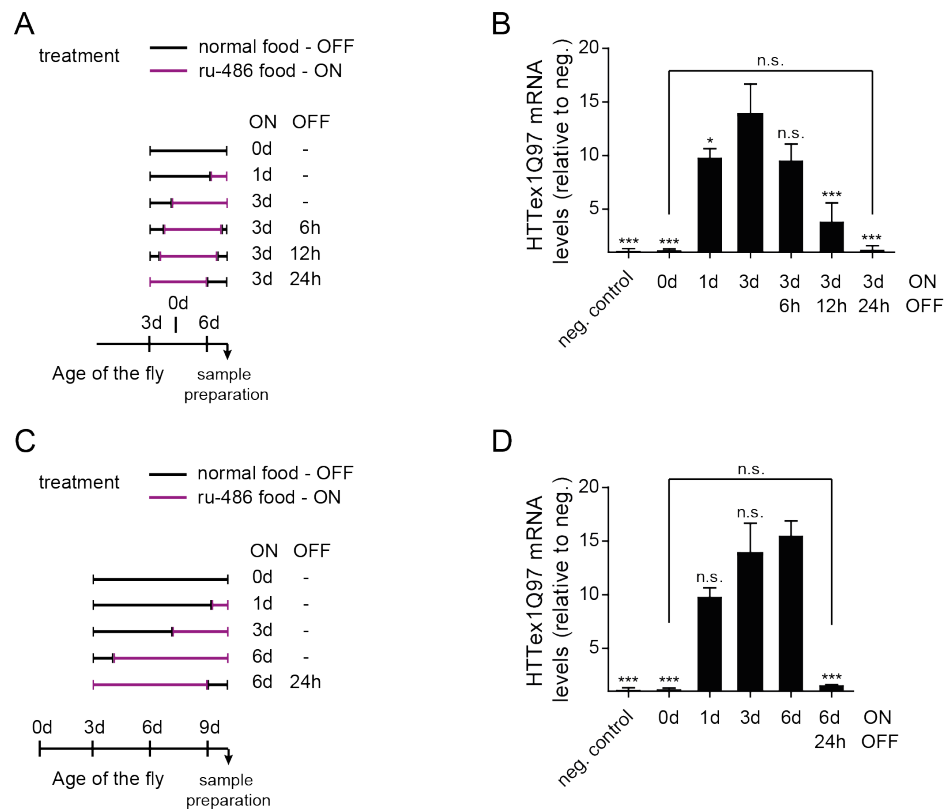 A
treatment
normal food - OFF
ru-486 food - ON
ON OFF
0d -
1d -
3d -
3d 6h
3d 12h
3d 24h
0d
3d 6d
Age of the fly
sample
preparation
B
HTTex1Q97 mRNA
levels (relative to neg.)
20
15
10
5
n.s.
*
n.s.
***
*** *** ***
neg. control 0d 1d 3d 3d 3d 3d ON
6h 12h 24h OFF
C
treatment
normal food - OFF
ru-486 food - ON
ON OFF
0d -
1d -
3d -
6d -
6d 24h
0d 3d 6d 9d
Age of the fly
sample
preparation
D
HTTex1Q97 mRNA
levels (relative to neg.)
20
15
10
5
n.s.
n.s.
n.s.
*** *** ***
neg. control 0d 1d 3d 6d 6d ON
24h OFF